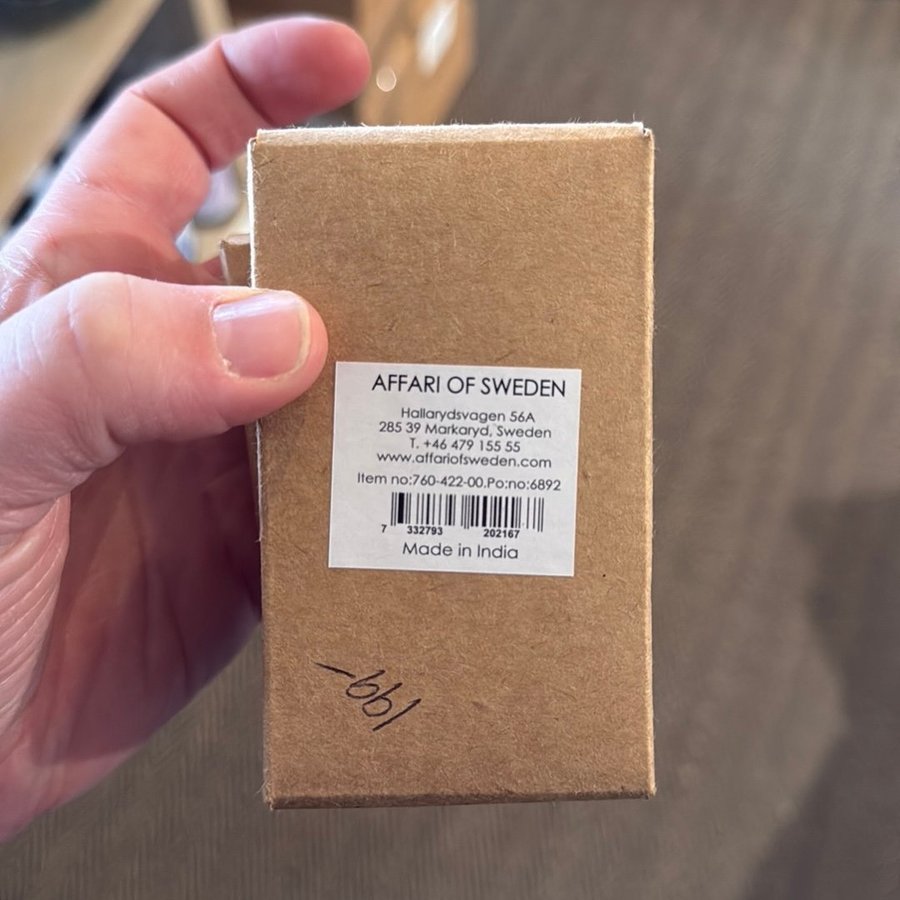 AFFARI OF SWEDEN
Hallarydsvagen 56A
285 39 Markaryd, Sweden
T. +46 479 155 55
www.affariofsweden.com
Item no:760-422-00.Po:no:6892
7 332793 202167
Made in India
199-